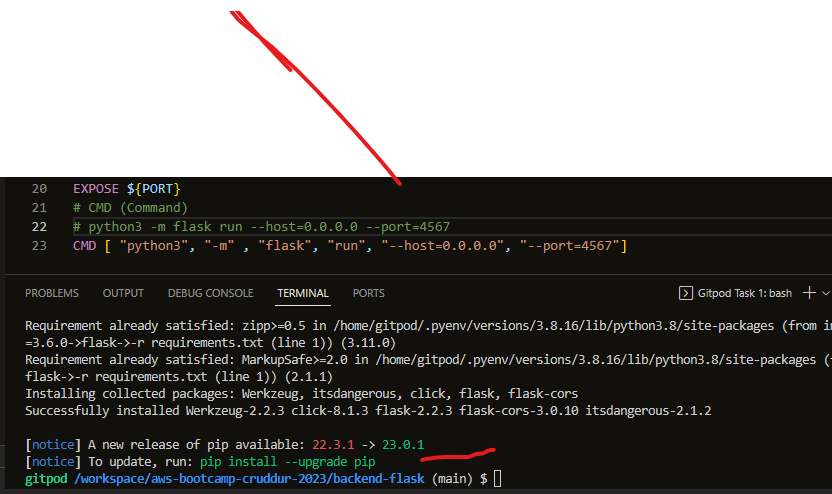 20 EXPOSE ${PORT}
21 # CMD (Command)
22 # python3 -m flask run --host=0.0.0.0 --port=4567
23 CMD [ "python3", "-m" , "flask", "run", "--host=0.0.0.0", "--port=4567"]
PROBLEMS OUTPUT DEBUG CONSOLE TERMINAL PORTS Gitpod Task 1: bash
Requirement already satisfied: zipp>=0.5 in /home/gitpod/.pyenv/versions/3.8.16/lib/python3.8/site-packages (from
=3.6.0->flask->-r requirements.txt (line 1)) (3.11.0)
Requirement already satisfied: MarkupSafe>=2.0 in /home/gitpod/.pyenv/versions/3.8.16/lib/python3.8/site-packages (
flask->-r requirements.txt (line 1)) (2.1.1)
Installing collected packages: Werkzeug, itsdangerous, click, flask, flask-cors
Successfully installed Werkzeug-2.2.3 click-8.1.3 flask-2.2.3 flask-cors-3.0.10 itsdangerous-2.1.2
[notice] A new release of pip available: 22.3.1 -> 23.0.1
[notice] To update, run: pip install --upgrade pip
gitpod /workspace/aws-bootcamp-cruddur-2023/backend-flask (main) $